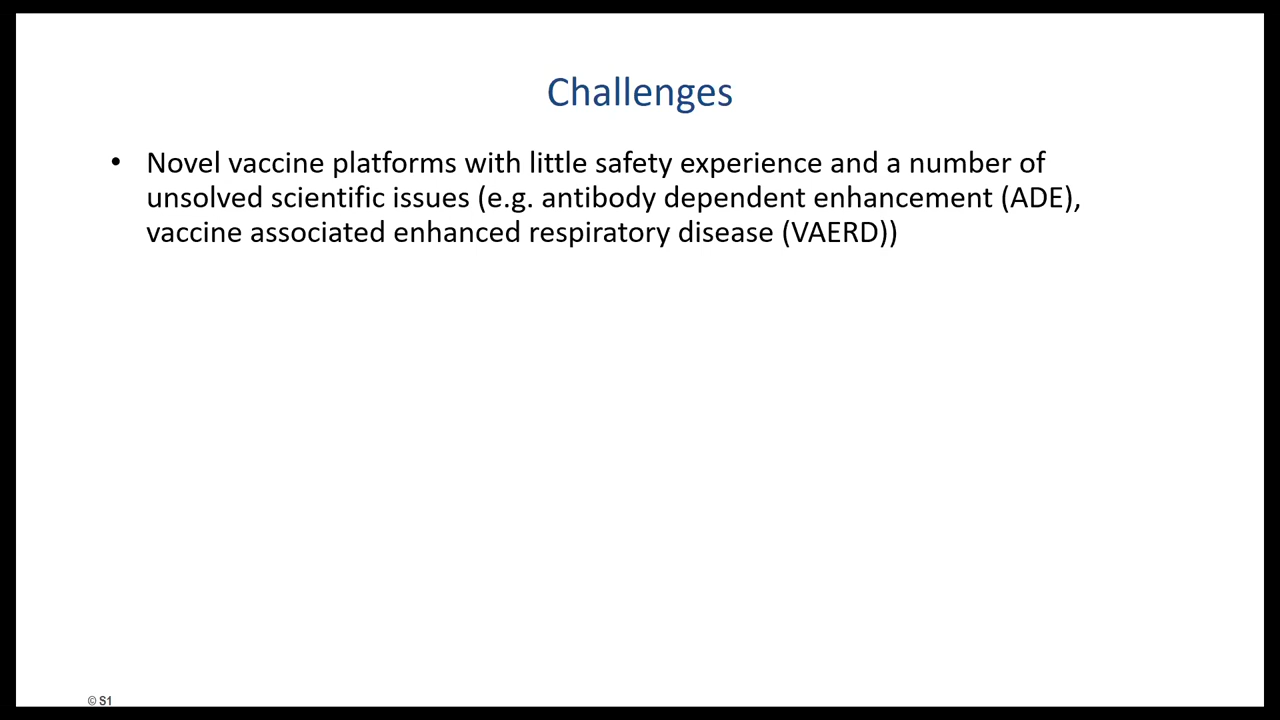 Challenges
• Novel vaccine platforms with little safety experience and a number of
unsolved scientific issues (e.g. antibody dependent enhancement (ADE),
vaccine associated enhanced respiratory disease (VAERD))
© S1